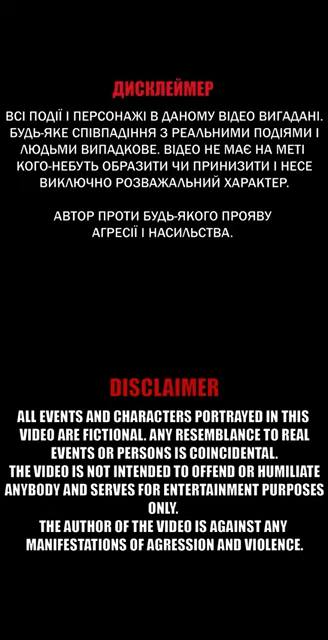 ДИСКЛЕЙМЕР
ВСІ ПОДІЇ І ПЕРСОНАЖІ В ДАНОМУ ВІДЕО ВИГАДАНІ.
БУДЬ-ЯКЕ СПІВПАДІННЯ З РЕАЛЬНИМИ ПОДІЯМИ І
ЛЮДЬМИ ВИПАДКОВЕ. ВІДЕО НЕ МАЄ НА МЕТІ
КОГО-НЕБУТЬ ОБРАЗИТИ ЧИ ПРИНИЗИТИ І НЕСЕ
ВИКЛЮЧНО РОЗВАЖАЛЬНИЙ ХАРАКТЕР.
АВТОР ПРОТИ БУДЬ-ЯКОГО ПРОЯВУ
АГРЕСІЇ І НАСИЛЬСТВА.
DISCLAIMER
ALL EVENTS AND CHARACTERS PORTRAYED IN THIS
VIDEO ARE FICTIONAL. ANY RESEMBLANCE TO REAL
EVENTS OR PERSONS IS COINCIDENTAL.
THE VIDEO IS NOT INTENDED TO OFFEND OR HUMILIATE
ANYBODY AND SERVES FOR ENTERTAINMENT PURPOSES
ONLY.
THE AUTHOR OF THE VIDEO IS AGAINST ANY
MANIFESTATIONS OF AGRESSION AND VIOLENCE.